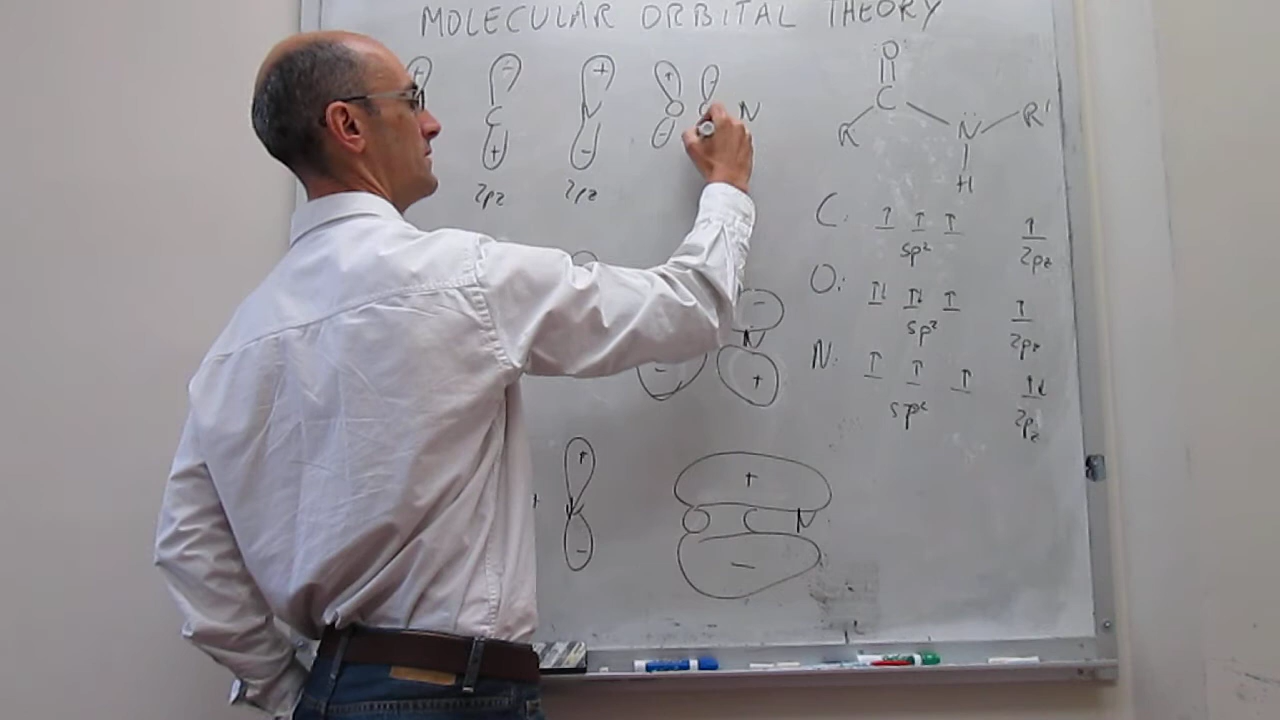 MOLECULAR ORBITAL THEORY
+ - + + -
C N O N
+ - -
2pz 2pz
O
C
R N̈ R'
H
C: ↑ ↑ ↑ ↑
sp² 2pz
O: ↑↓ ↑↓ ↑ ↑
sp² 2pz
N: ↑ ↑ ↑ ↑↓
sp² 2pz
-
N
- +
+ + +
O C N
- -